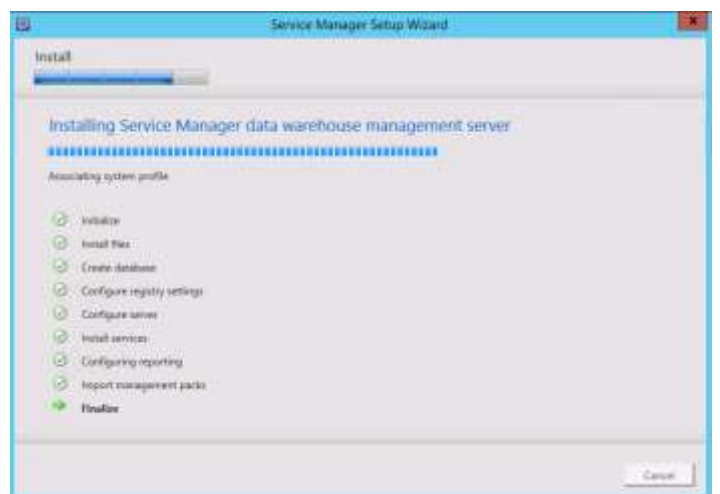 Service Manager Setup Wizard
Install
Installing Service Manager data warehouse management server
Associating system profile
Initialize
Install files
Create database
Configure registry settings
Configure server
Install services
Configuring reporting
Import management packs
Finalize
Cancel